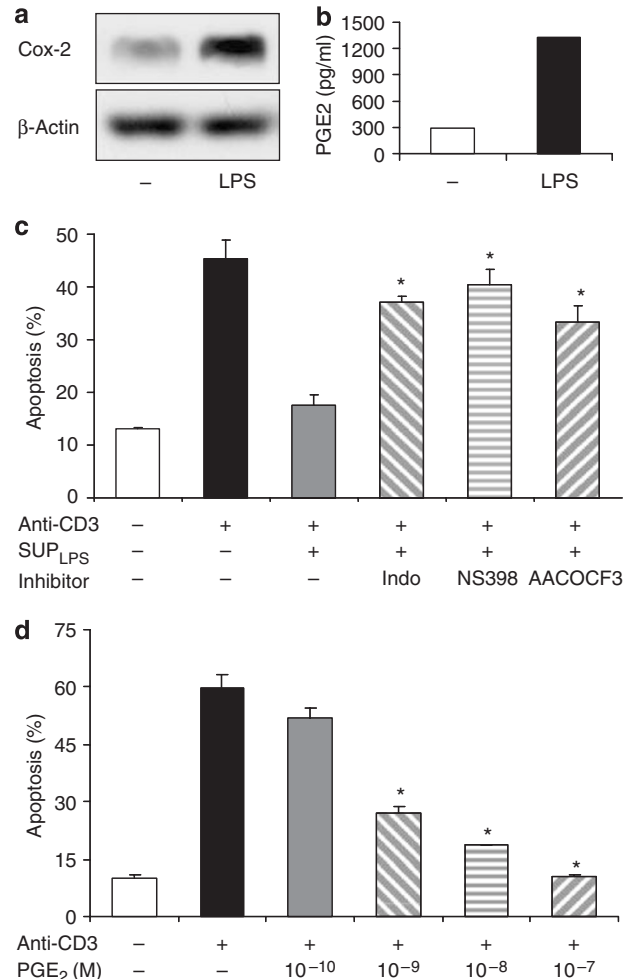 a
Cox-2
β-Actin
– LPS
b
PGE2 (pg/ml)
1500
1200
900
600
300
0
– LPS
c
Apoptosis (%)
50
40
30
20
10
0
* * *
Anti-CD3 – + + + + +
SUPLPS – – + + + +
Inhibitor – – – Indo NS398 AACOCF3
d
Apoptosis (%)
75
60
45
30
15
0
* * *
Anti-CD3 – + + + + +
PGE2 (M) – – 10−10 10−9 10−8 10−7